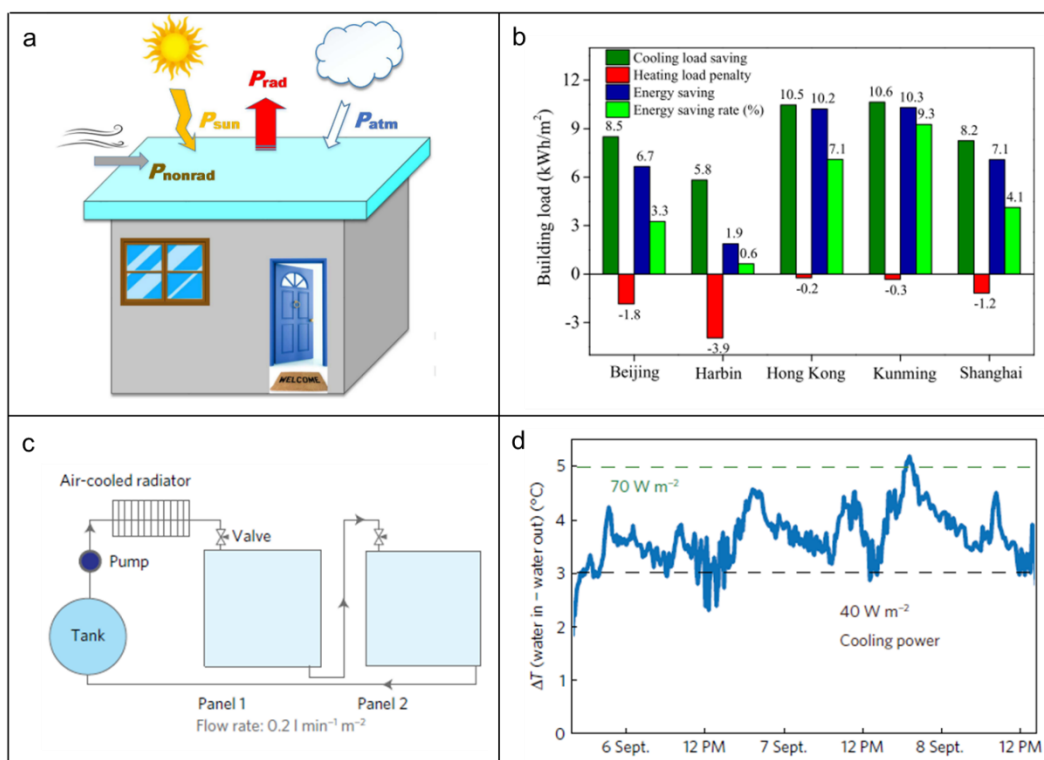 a
P_sun
P_rad
P_atm
P_nonrad
WELCOME
b
Cooling load saving
Heating load penalty
Energy saving
Energy saving rate (%)
Building load (kWh/m²)
12
9
6
3
0
-3
8.5
-1.8
6.7
3.3
5.8
-3.9
1.9
0.6
10.5
-0.2
10.2
7.1
10.6
-0.3
10.3
9.3
8.2
-1.2
7.1
4.1
Beijing
Harbin
Hong Kong
Kunming
Shanghai
c
Air-cooled radiator
Valve
Pump
Tank
Panel 1
Panel 2
Flow rate: 0.2 l min⁻¹ m⁻²
d
ΔT (water in – water out) (°C)
5
4
3
2
1
0
70 W m⁻²
40 W m⁻²
Cooling power
6 Sept.
12 PM
7 Sept.
12 PM
8 Sept.
12 PM